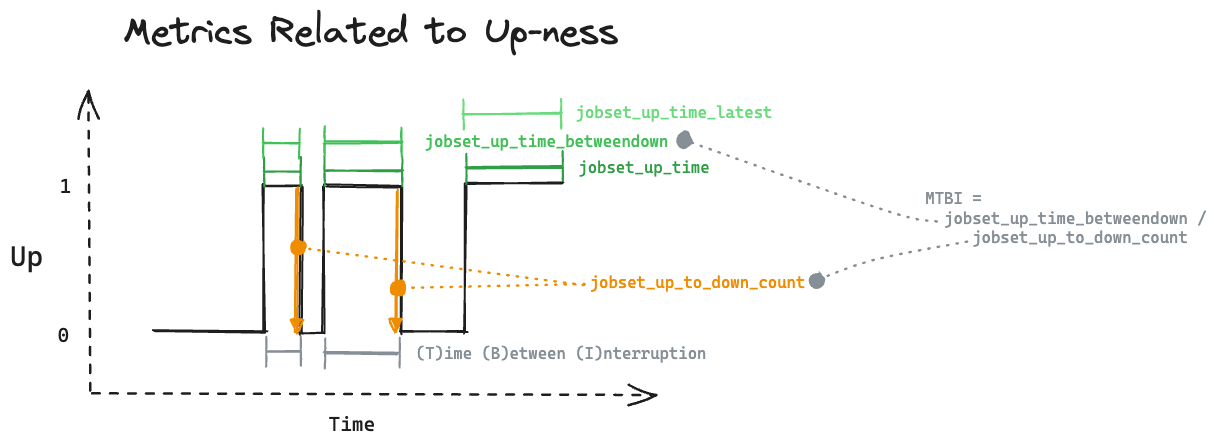 Metrics Related to Up-ness
jobset_up_time_latest
jobset_up_time_betweendown
jobset_up_time
1
MTBI =
jobset_up_time_betweendown /
jobset_up_to_down_count
Up
jobset_up_to_down_count
0
(T)ime (B)etween (I)nterruption
Time